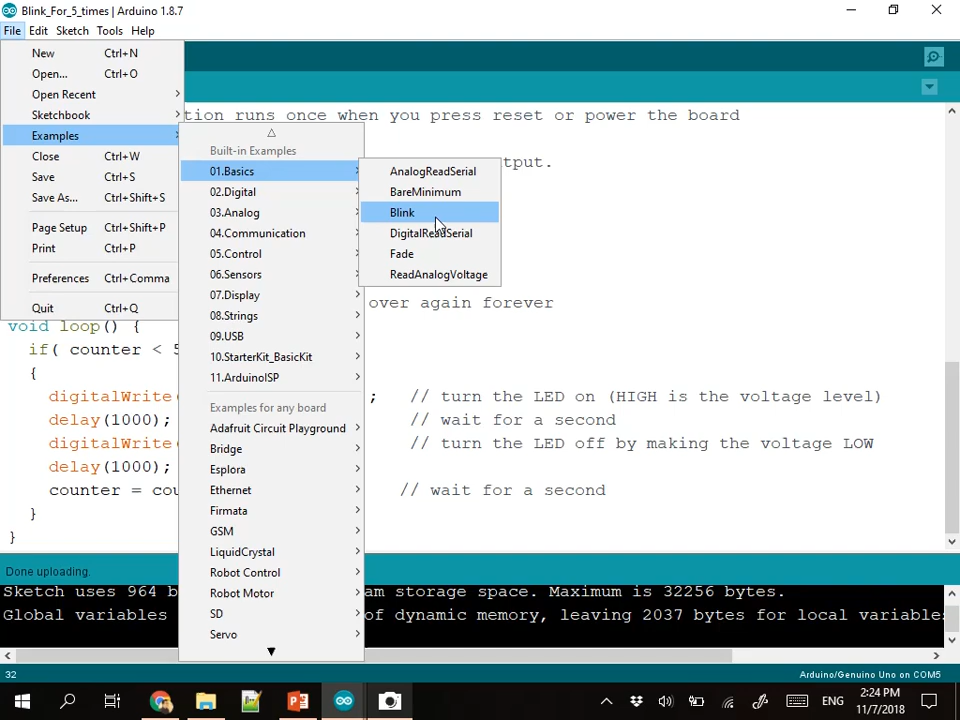 Blink_For_5_times | Arduino 1.8.7
File Edit Sketch Tools Help
New Ctrl+N
Open... Ctrl+O
Open Recent
Sketchbook
Examples
Close Ctrl+W
Save Ctrl+S
Save As... Ctrl+Shift+S
Page Setup Ctrl+Shift+P
Print Ctrl+P
Preferences Ctrl+Comma
Quit Ctrl+Q
Built-in Examples
01.Basics
02.Digital
03.Analog
04.Communication
05.Control
06.Sensors
07.Display
08.Strings
09.USB
10.StarterKit_BasicKit
11.ArduinoISP
Examples for any board
Adafruit Circuit Playground
Bridge
Esplora
Ethernet
Firmata
GSM
LiquidCrystal
Robot Control
Robot Motor
SD
Servo
AnalogReadSerial
BareMinimum
Blink
DigitalReadSerial
Fade
ReadAnalogVoltage
tion runs once when you press reset or power the board
tput.
over again forever
void loop() {
if( counter < 5
{
digitalWrite ; // turn the LED on (HIGH is the voltage level)
delay(1000); // wait for a second
digitalWrite // turn the LED off by making the voltage LOW
delay(1000);
counter = cou // wait for a second
}
}
Done uploading.
Sketch uses 964 b am storage space. Maximum is 32256 bytes.
Global variables of dynamic memory, leaving 2037 bytes for local variables
32 Arduino/Genuino Uno on COM5
ENG
2:24 PM
11/7/2018